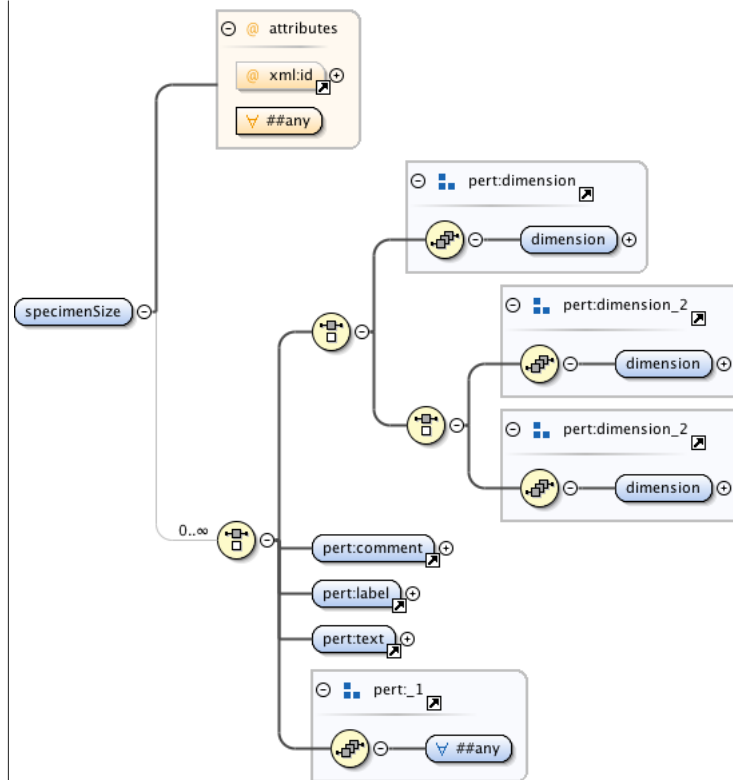 @ attributes
@ xml:id
∀ ##any
pert:dimension
dimension
specimenSize
pert:dimension_2
dimension
pert:dimension_2
dimension
0..∞
pert:comment
pert:label
pert:text
pert:_1
∀ ##any